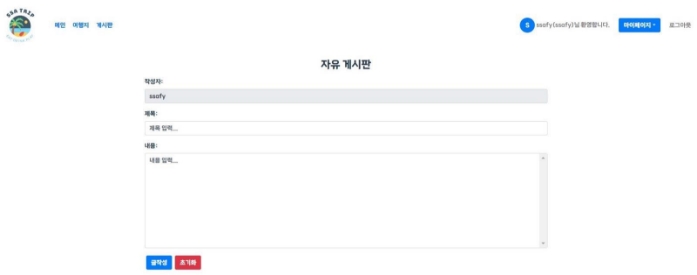 SSA TRIP
메인 여행지 게시판
S ssafy(ssafy)님 환영합니다. 마이페이지 로그아웃
자유 게시판
작성자:
ssafy
제목:
제목 입력...
내용:
내용 입력...
글작성 초기화